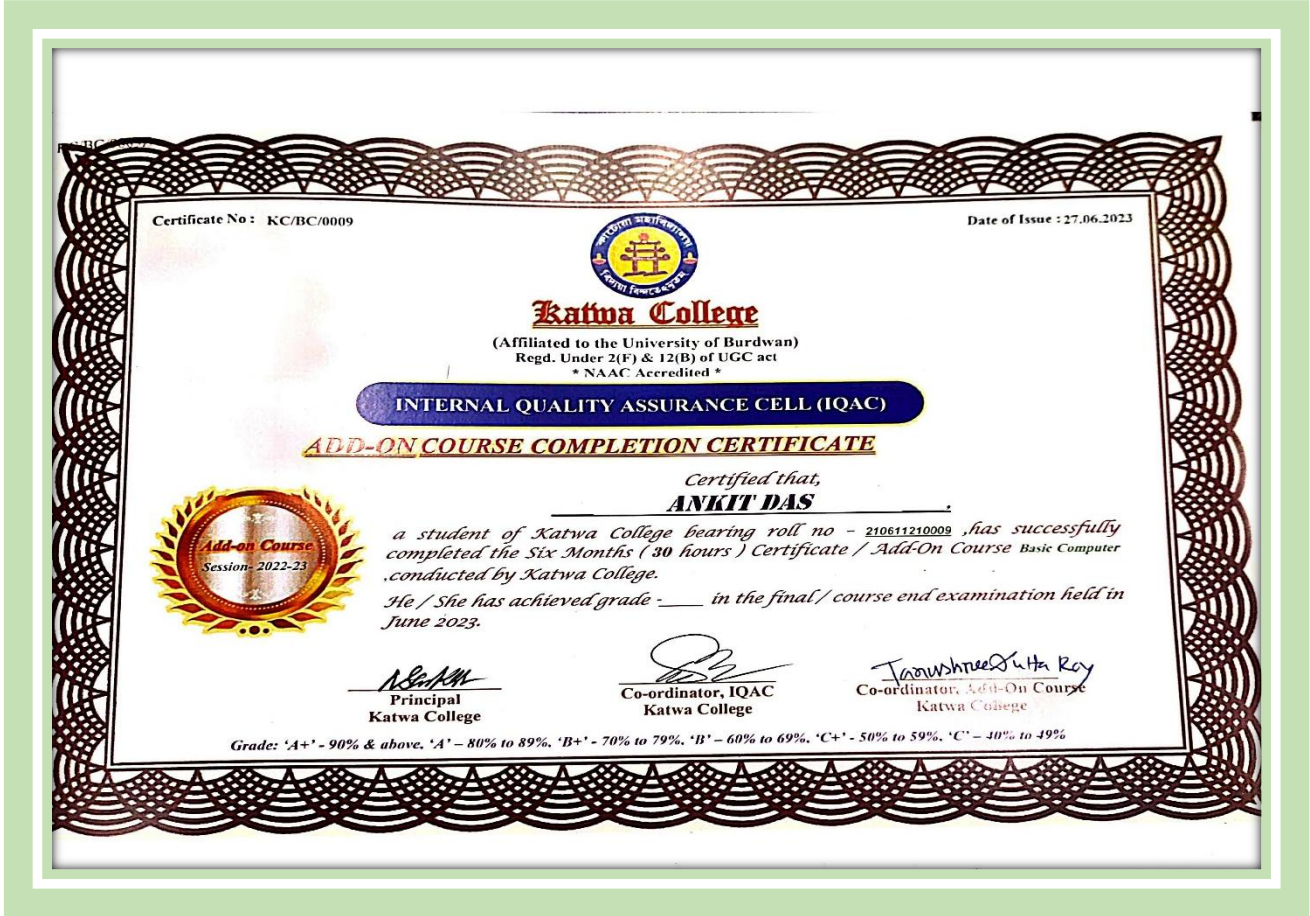 Certificate No : KC/BC/0009
Date of Issue : 27.06.2023
Katwa College
(Affiliated to the University of Burdwan)
Regd. Under 2(F) & 12(B) of UGC act
* NAAC Accredited *
INTERNAL QUALITY ASSURANCE CELL (IQAC)
ADD-ON COURSE COMPLETION CERTIFICATE
Certified that,
ANKIT DAS .
a student of Katwa College bearing roll no - 210611210009 ,has successfully
completed the Six Months ( 30 hours ) Certificate / Add-On Course Basic Computer
,conducted by Katwa College.
He / She has achieved grade -____ in the final / course end examination held in
June 2023.
Add-on Course
Session- 2022-23
Principal
Katwa College
Co-ordinator, IQAC
Katwa College
Tanushree Dutta Roy
Co-ordinator, Add-On Course
Katwa College
Grade: 'A+' - 90% & above, 'A' – 80% to 89%, 'B+' - 70% to 79%, 'B' – 60% to 69%, 'C+' - 50% to 59%, 'C' – 40% to 49%